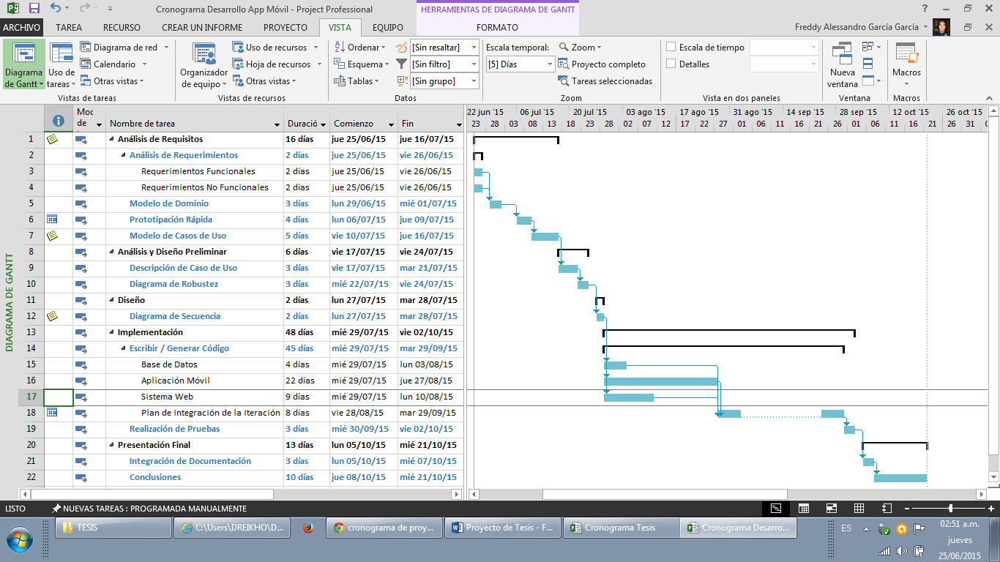 Cronograma Desarrollo App Móvil - Project Professional
HERRAMIENTAS DE DIAGRAMA DE GANTT
ARCHIVO TAREA RECURSO CREAR UN INFORME PROYECTO VISTA EQUIPO FORMATO
Freddy Alessandro García García
Diagrama de Gantt
Uso de tareas
Diagrama de red
Calendario
Otras vistas
Vistas de tareas
Organizador de equipo
Uso de recursos
Hoja de recursos
Otras vistas
Vistas de recursos
Ordenar
Esquema
Tablas
[Sin resaltar]
[Sin filtro]
[Sin grupo]
Datos
Escala temporal:
[5] Días
Zoom
Proyecto completo
Tareas seleccionadas
Zoom
Escala de tiempo
Detalles
Vista en dos paneles
Nueva ventana
Ventana
Macros
Macros
Moc de Nombre de tarea Duració Comienzo Fin
22 jun '15 06 jul '15 20 jul '15 03 ago '15 17 ago '15 31 ago '15 14 sep '15 28 sep '15 12 oct '15 26 oct '15
23 28 03 08 13 18 23 28 02 07 12 17 22 27 01 06 11 16 21 26 01 06 11 16 21 26 31
DIAGRAMA DE GANTT
1 Análisis de Requisitos 16 días jue 25/06/15 jue 16/07/15
2 Análisis de Requerimientos 2 días jue 25/06/15 vie 26/06/15
3 Requerimientos Funcionales 2 días jue 25/06/15 vie 26/06/15
4 Requerimientos No Funcionales 2 días jue 25/06/15 vie 26/06/15
5 Modelo de Dominio 3 días lun 29/06/15 mié 01/07/15
6 Prototipación Rápida 4 días lun 06/07/15 jue 09/07/15
7 Modelo de Casos de Uso 5 días vie 10/07/15 jue 16/07/15
8 Análisis y Diseño Preliminar 6 días vie 17/07/15 vie 24/07/15
9 Descripción de Caso de Uso 3 días vie 17/07/15 mar 21/07/15
10 Diagrama de Robustez 3 días mié 22/07/15 vie 24/07/15
11 Diseño 2 días lun 27/07/15 mar 28/07/15
12 Diagrama de Secuencia 2 días lun 27/07/15 mar 28/07/15
13 Implementación 48 días mié 29/07/15 vie 02/10/15
14 Escribir / Generar Código 45 días mié 29/07/15 mar 29/09/15
15 Base de Datos 4 días mié 29/07/15 lun 03/08/15
16 Aplicación Móvil 22 días mié 29/07/15 jue 27/08/15
17 Sistema Web 9 días mié 29/07/15 lun 10/08/15
18 Plan de Integración de la Iteración 8 días vie 28/08/15 mar 29/09/15
19 Realización de Pruebas 3 días mié 30/09/15 vie 02/10/15
20 Presentación Final 13 días lun 05/10/15 mié 21/10/15
21 Integración de Documentación 3 días lun 05/10/15 mié 07/10/15
22 Conclusiones 10 días jue 08/10/15 mié 21/10/15
LISTO NUEVAS TAREAS : PROGRAMADA MANUALMENTE
TESIS
C:\Users\DREIKHO\D...
cronograma de proy...
Proyecto de Tesis - F...
Cronograma Tesis
Cronograma Desarro...
ES
02:51 a.m.
jueves
25/06/2015